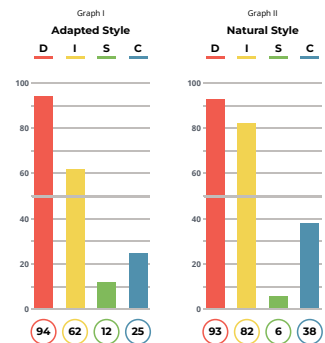 Graph I
Adapted Style
D I S C
100
80
60
40
20
0
94 62 12 25
Graph II
Natural Style
D I S C
100
80
60
40
20
0
93 82 6 38